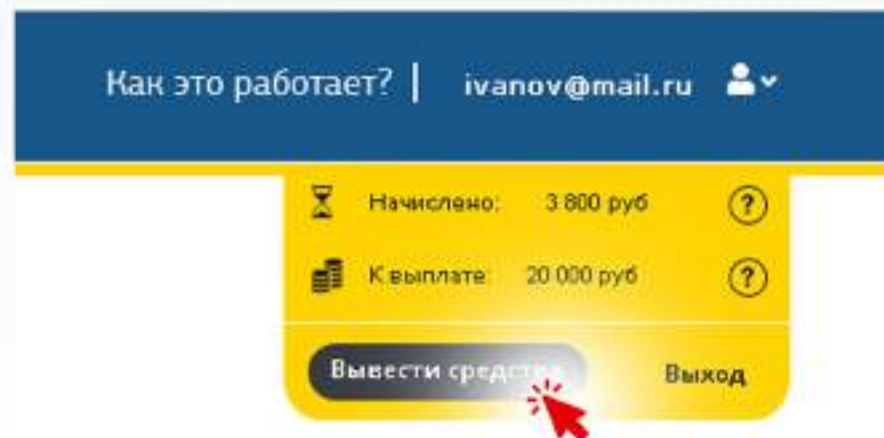 Как это работает? | ivanov@mail.ru
Начислено: 3 800 руб ?
К выплате: 20 000 руб ?
Вывести средства Выход